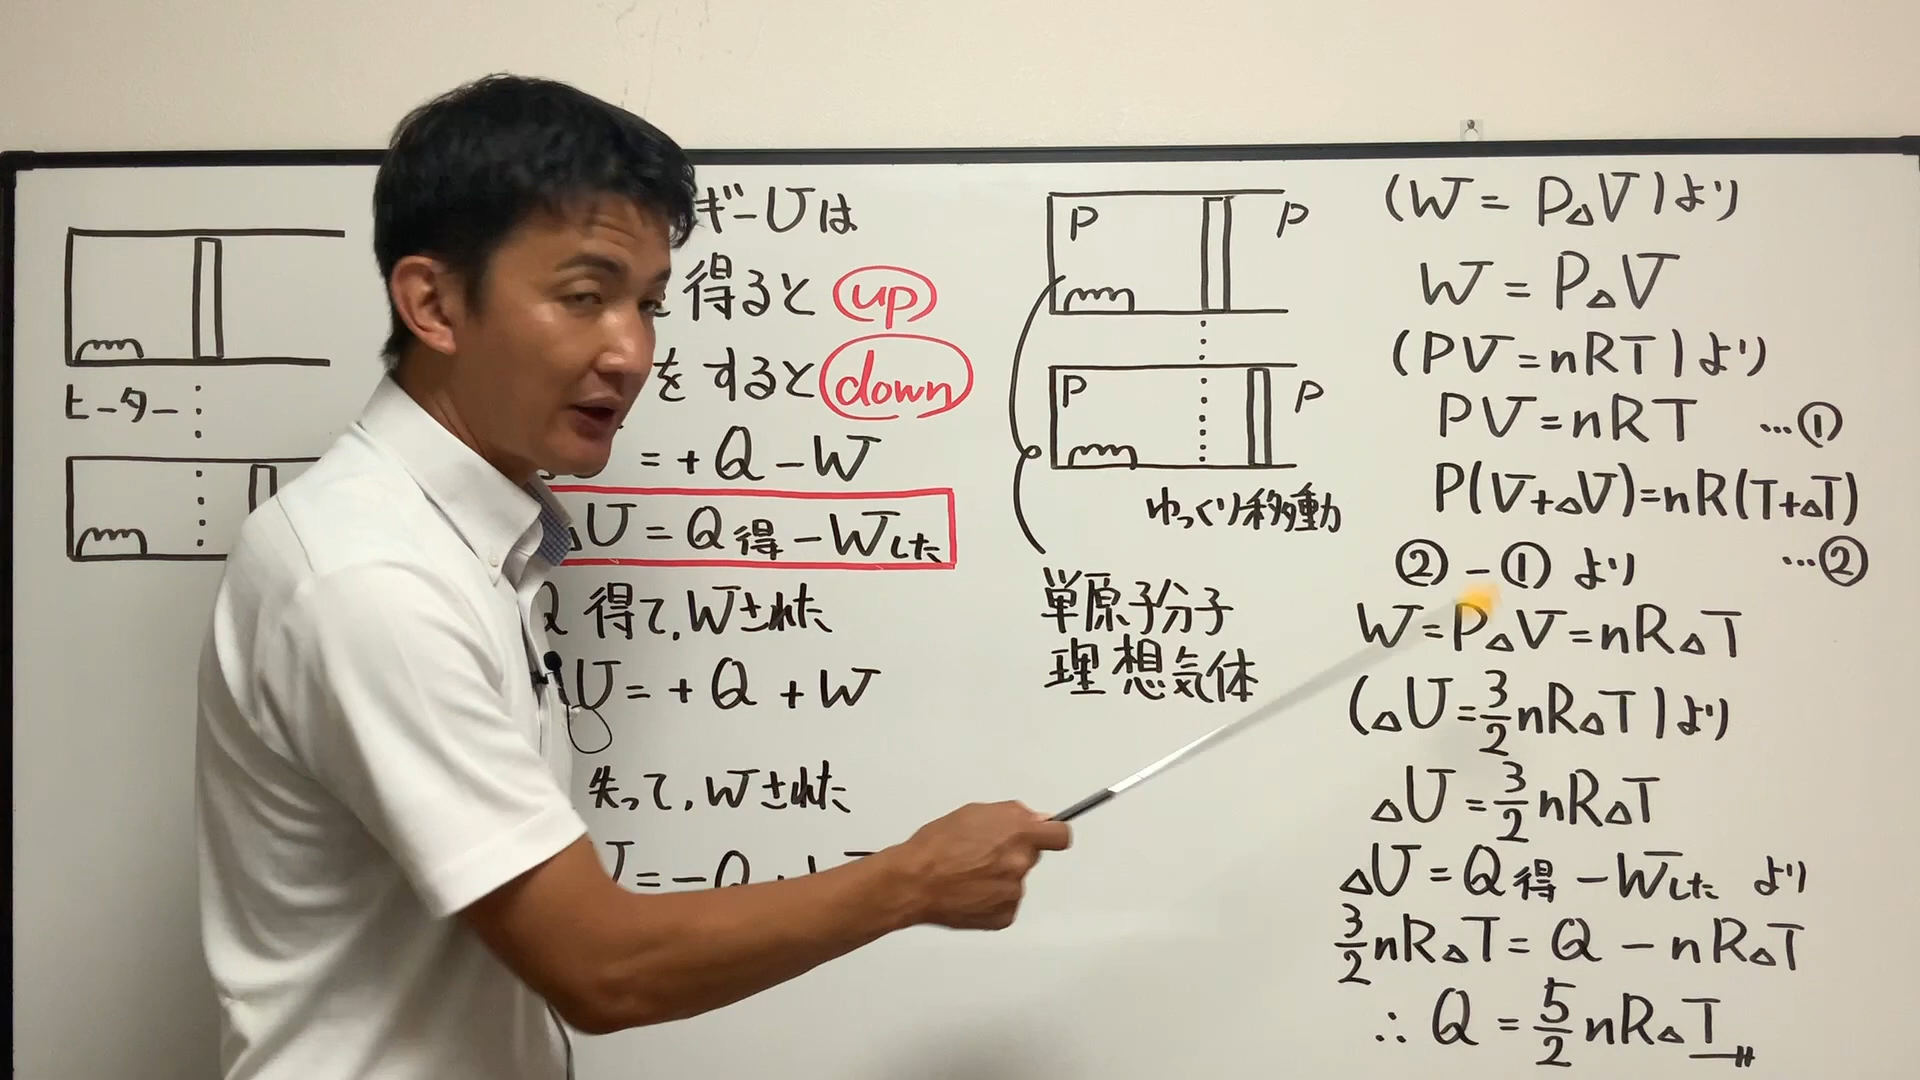 ヒーター
ギーUは
得ると up
をすると down
= +Q -W
U = Q得 - Wした
Q 得て、Wされた
U = +Q +W
失って、Wされた
= -Q
P P
P P
ゆっくり移動
単原子分子
理想気体
(W = P△V)より
W = P△V
(PV = nRT)より
PV = nRT …①
P(V+△V)=nR(T+△T)
…②
② - ① より
W = P△V = nR△T
(△U = 3/2 nR△T)より
△U = 3/2 nR△T
△U = Q得 - Wした より
3/2 nR△T = Q - nR△T
∴ Q = 5/2 nR△T